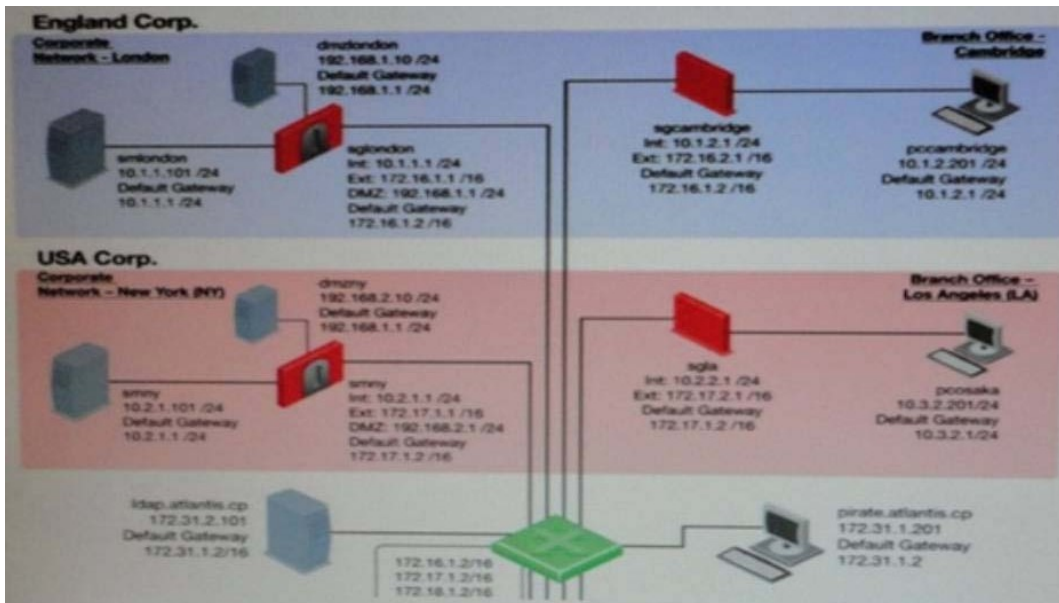 England Corp.
Corporate
Network – London
dmzlondon
192.168.1.10 /24
Default Gateway
192.168.1.1 /24
smlondon
10.1.1.101 /24
Default Gateway
10.1.1.1 /24
sglondon
Int: 10.1.1.1 /24
Ext: 172.16.1.1 /16
DMZ: 192.168.1.1 /24
Default Gateway
172.16.1.2 /16
sgcambridge
Int: 10.1.2.1 /24
Ext: 172.16.2.1 /16
Default Gateway
172.16.1.2 /16
Branch Office –
Cambridge
pccambridge
10.1.2.201 /24
Default Gateway
10.1.2.1 /24
USA Corp.
Corporate
Network – New York (NY)
dmzny
192.168.2.10 /24
Default Gateway
192.168.1.1 /24
smny
10.2.1.101 /24
Default Gateway
10.2.1.1 /24
smny
Int: 10.2.1.1 /24
Ext: 172.17.1.1 /16
DMZ: 192.168.2.1 /24
Default Gateway
172.17.1.2 /16
sgla
Int: 10.2.2.1 /24
Ext: 172.17.2.1 /16
Default Gateway
172.17.1.2 /16
Branch Office –
Los Angeles (LA)
pcosaka
10.3.2.201/24
Default Gateway
10.3.2.1/24
ldap.atlantis.cp
172.31.2.101
Default Gateway
172.31.1.2/16
172.16.1.2/16
172.17.1.2/16
172.18.1.2/16
pirate.atlantis.cp
172.31.1.201
Default Gateway
172.31.1.2